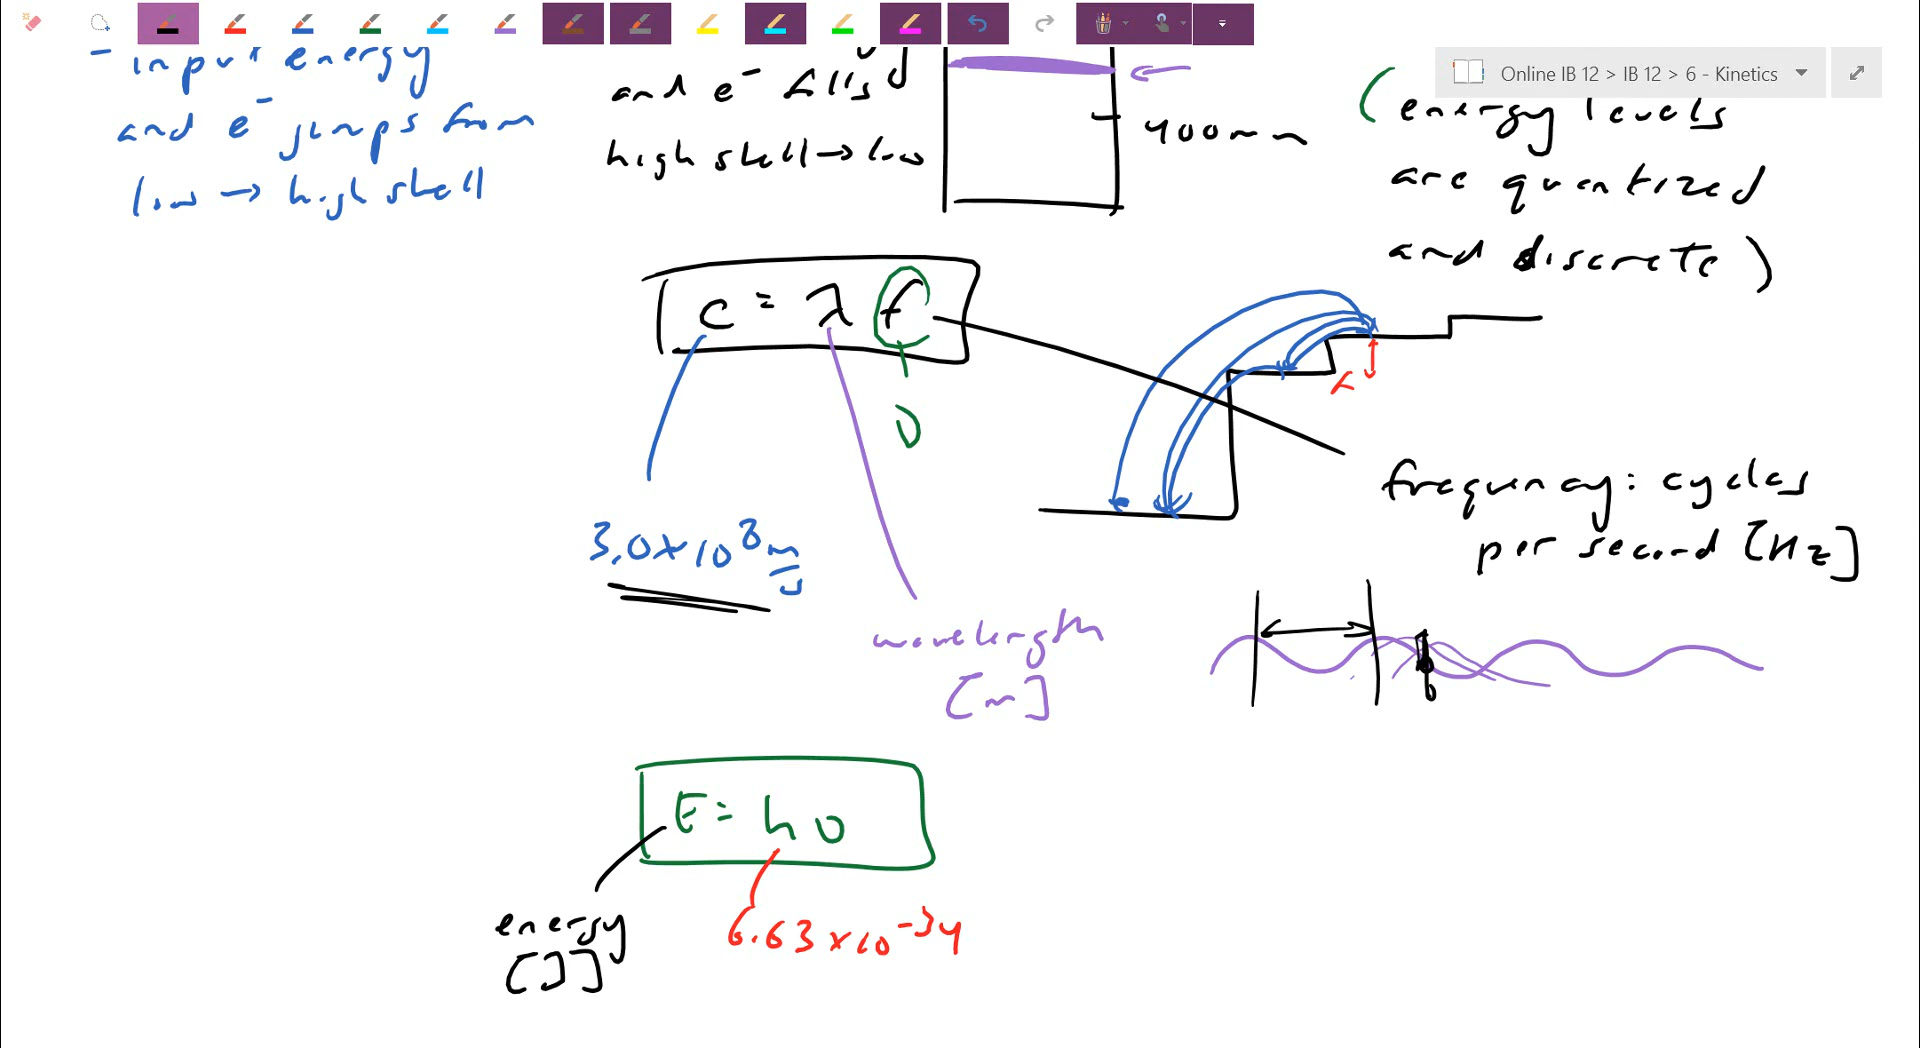 - input energy
and e⁻ jumps from
low → high shell
and e⁻ falls
high shell → low
400nm
Online IB 12 > IB 12 > 6 - Kinetics
(energy levels
are quantized
and discrete)
c = λ f
ν
3.0×10⁸ m/s
wavelength
[m]
frequency: cycles
per second [Hz]
E = hν
energy
[J]
6.63×10⁻³⁴